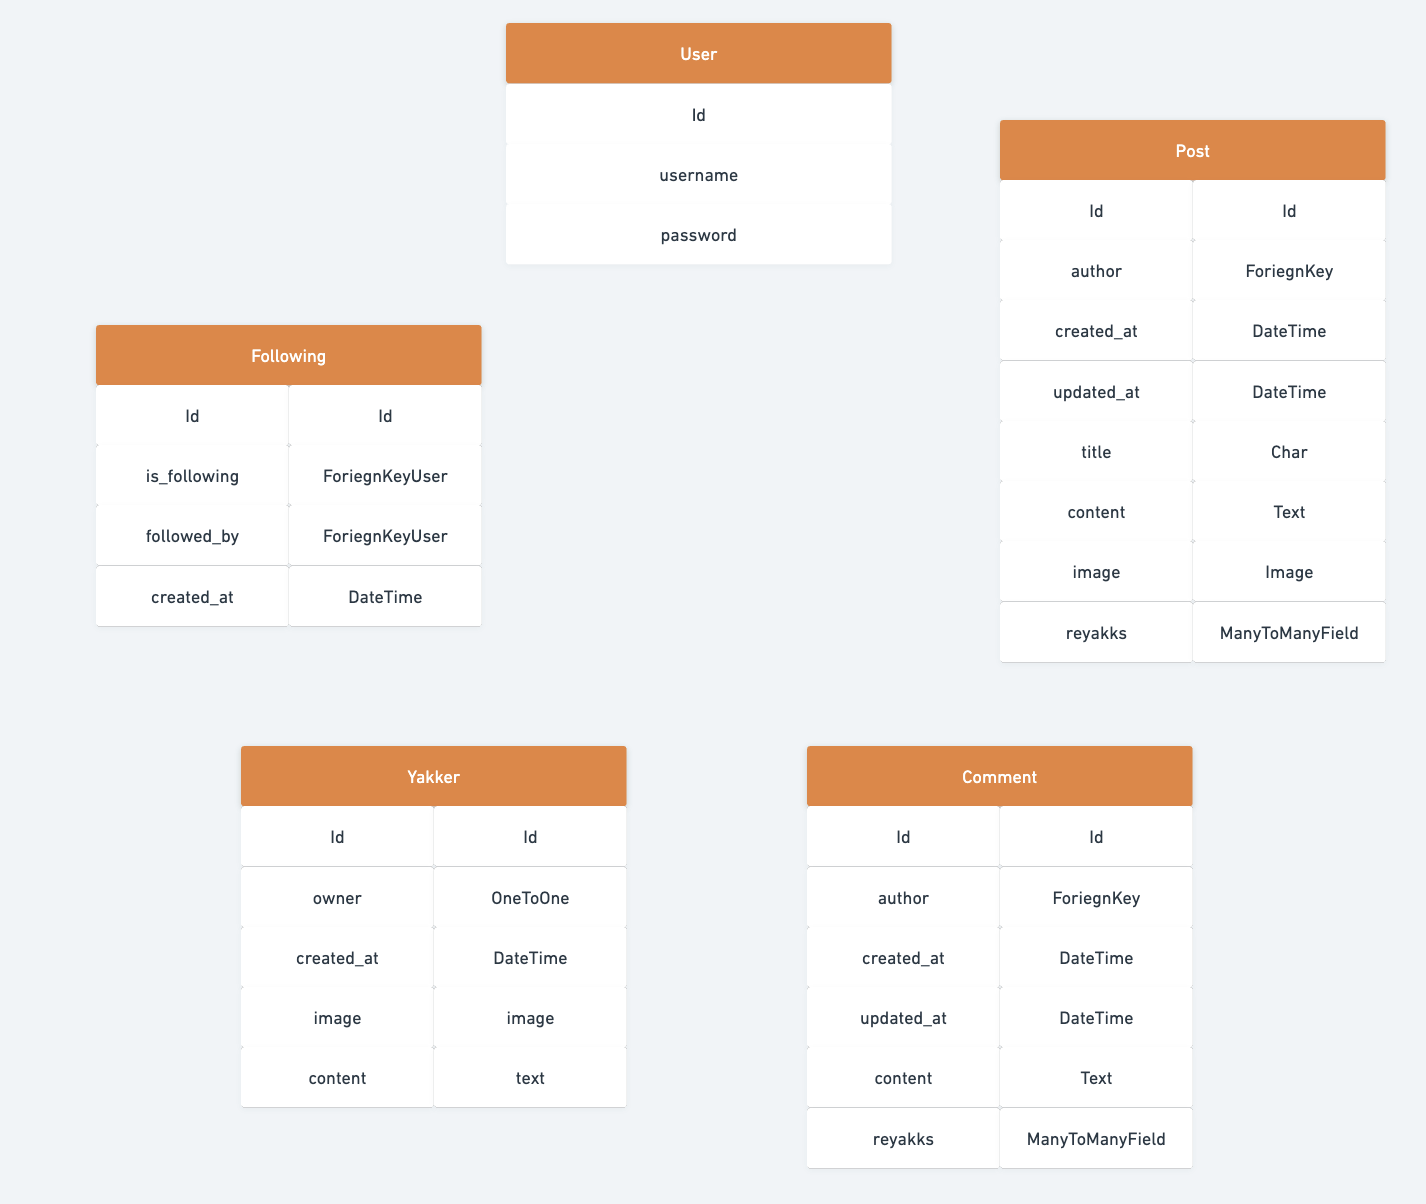 User
Id
username
password
Post
Id Id
author ForiegnKey
created_at DateTime
updated_at DateTime
title Char
content Text
image Image
reyakks ManyToManyField
Following
Id Id
is_following ForiegnKeyUser
followed_by ForiegnKeyUser
created_at DateTime
Yakker
Id Id
owner OneToOne
created_at DateTime
image image
content text
Comment
Id Id
author ForiegnKey
created_at DateTime
updated_at DateTime
content Text
reyakks ManyToManyField